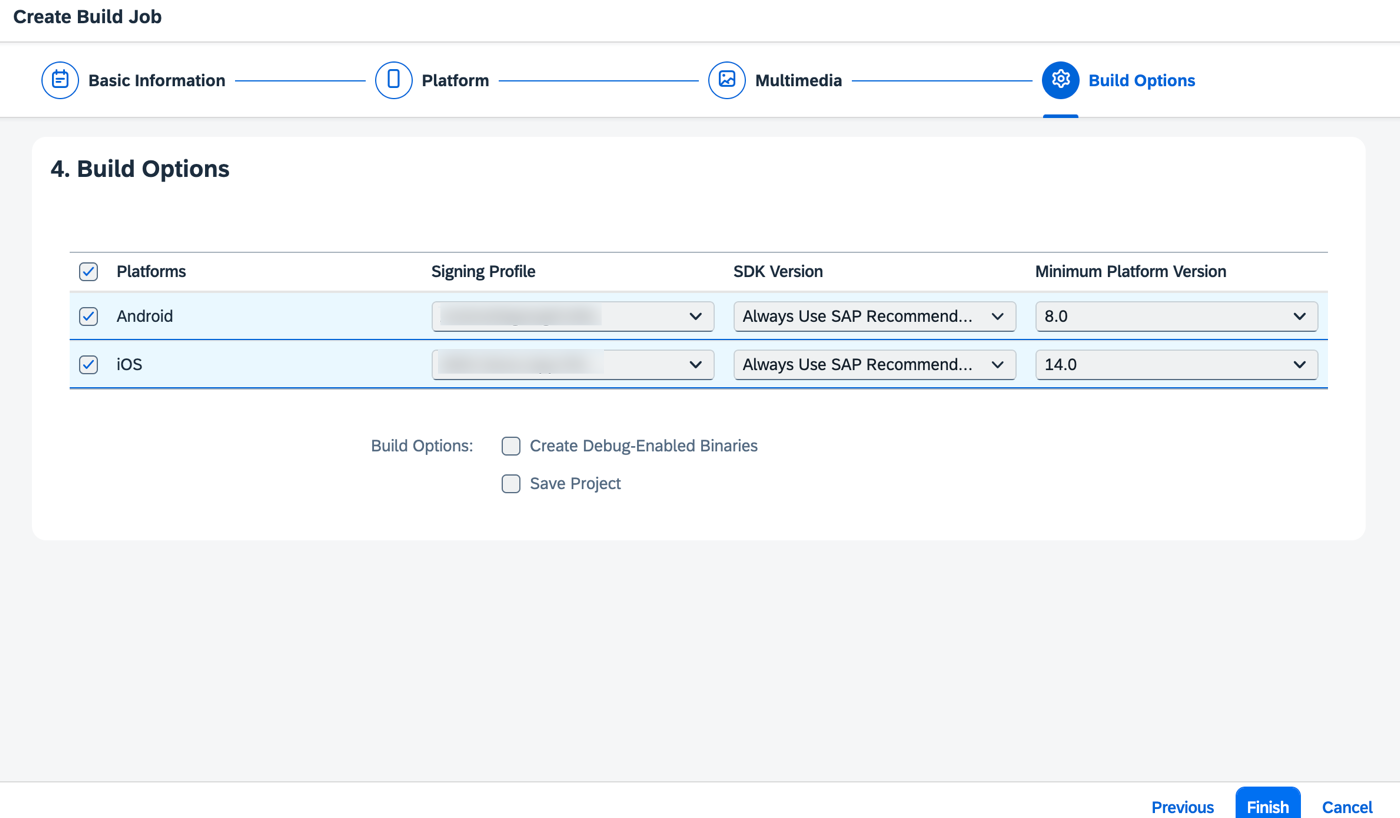 Create Build Job
Basic Information Platform Multimedia Build Options
4. Build Options
Platforms Signing Profile SDK Version Minimum Platform Version
Android Always Use SAP Recommend... 8.0
iOS Always Use SAP Recommend... 14.0
Build Options: Create Debug-Enabled Binaries
Save Project
Previous Finish Cancel